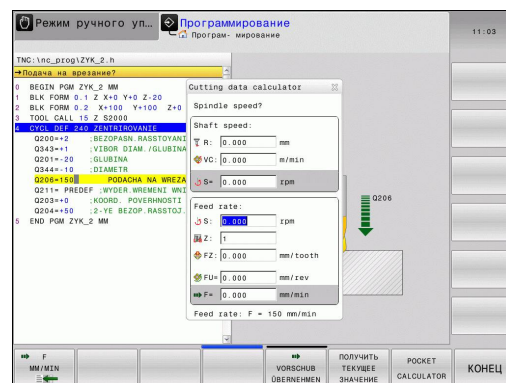 Режим ручного уп...
Программирование
Програм- мирование
11:03
TNC:\nc_prog\ZYK_2.h
→Подача на врезание?
0 BEGIN PGM ZYK_2 MM
1 BLK FORM 0.1 Z X+0 Y+0 Z-20
2 BLK FORM 0.2 X+100 Y+100 Z+0
3 TOOL CALL 15 Z S2000
4 CYCL DEF 240 ZENTRIROVANIE
Q200=+2 ;BEZOPASN.RASSTOYANI
Q343=+1 ;VIBOR DIAM./GLUBINA
Q201=-20 ;GLUBINA
Q344=-10 ;DIAMETR
Q206=150 PODACHA NA WREZA
Q211= PREDEF ;WYDER.WREMENI WNI
Q203=+0 ;KOORD. POVERHNOSTI
Q204=+50 ;2-YE BEZOP.RASSTOJ.
5 END PGM ZYK_2 MM
Cutting data calculator
Spindle speed?
Shaft speed:
R: 0.000 mm
VC: 0.000 m/min
S= 0.000 rpm
Feed rate:
S: 0.000 rpm
Z: 1
FZ: 0.000 mm/tooth
FU= 0.000 mm/rev
F= 0.000 mm/min
Feed rate: F = 150 mm/min
Q206
F
MM/MIN
VORSCHUB
ÜBERNEHMEN
ПОЛУЧИТЬ
ТЕКУЩЕЕ
ЗНАЧЕНИЕ
POCKET
CALCULATOR
КОНЕЦ